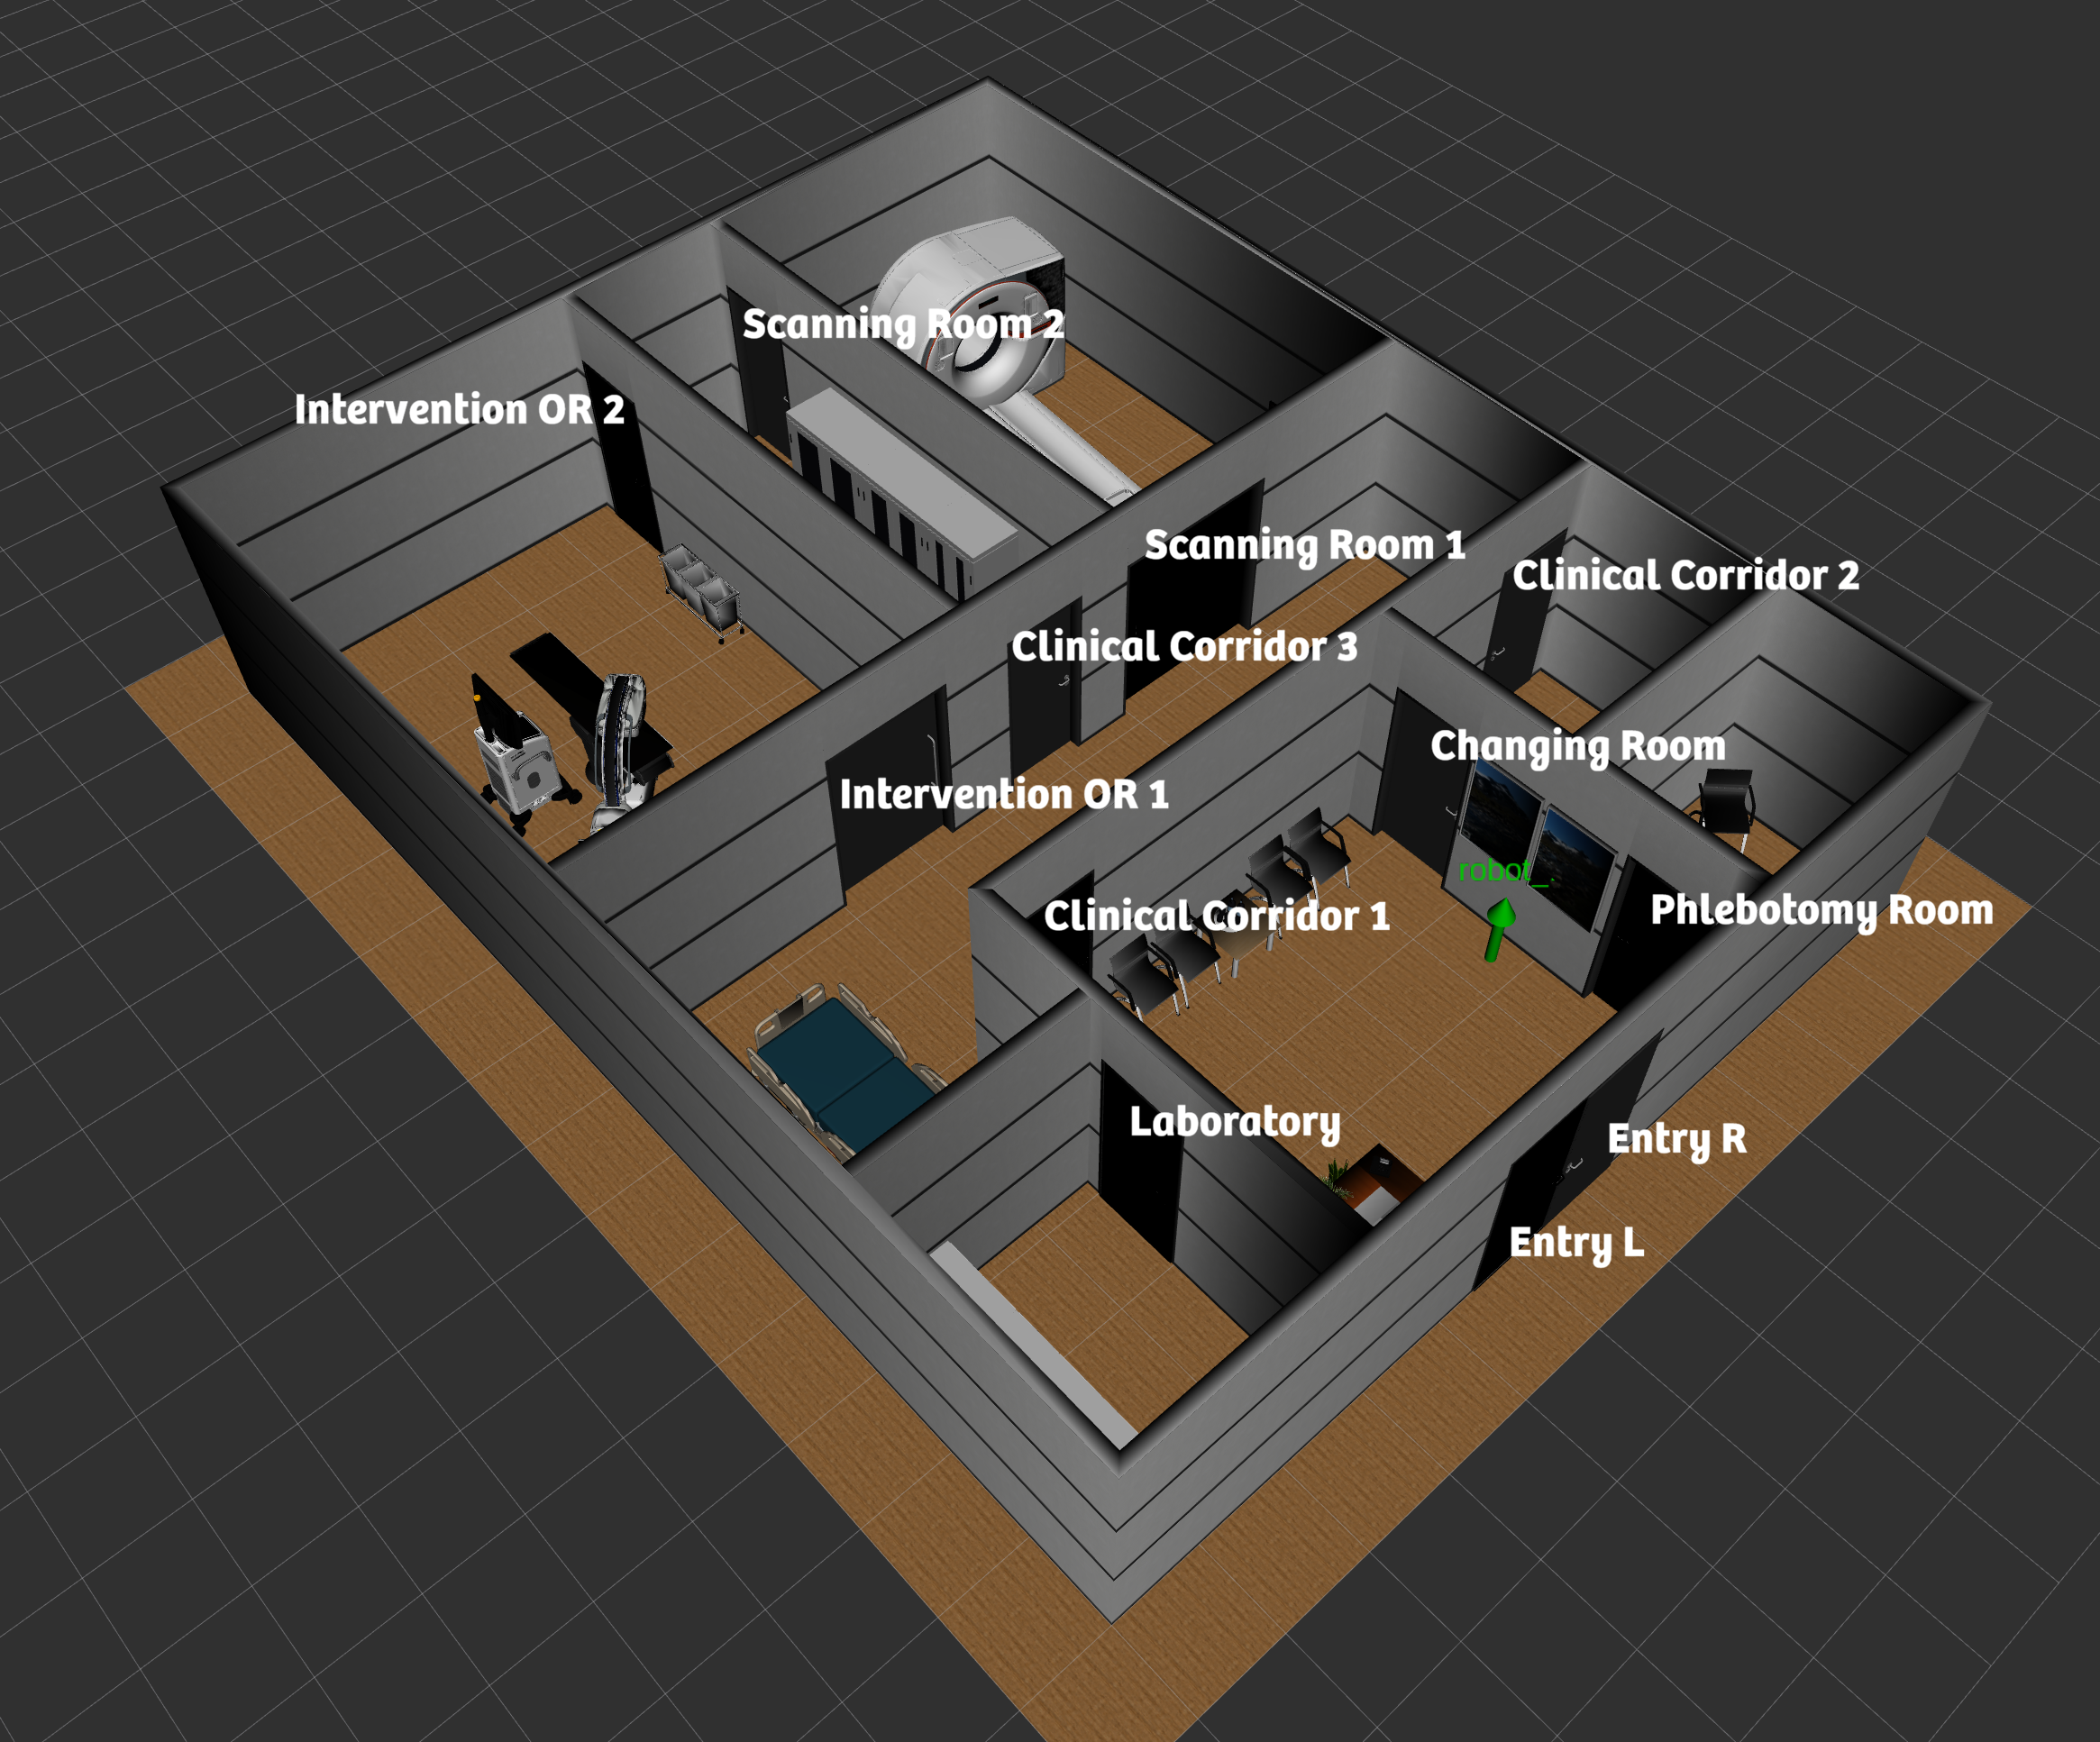 Scanning Room 2
Intervention OR 2
Scanning Room 1
Clinical Corridor 2
Clinical Corridor 3
Changing Room
Intervention OR 1
robot_.
Clinical Corridor 1
Phlebotomy Room
Laboratory
Entry R
Entry L